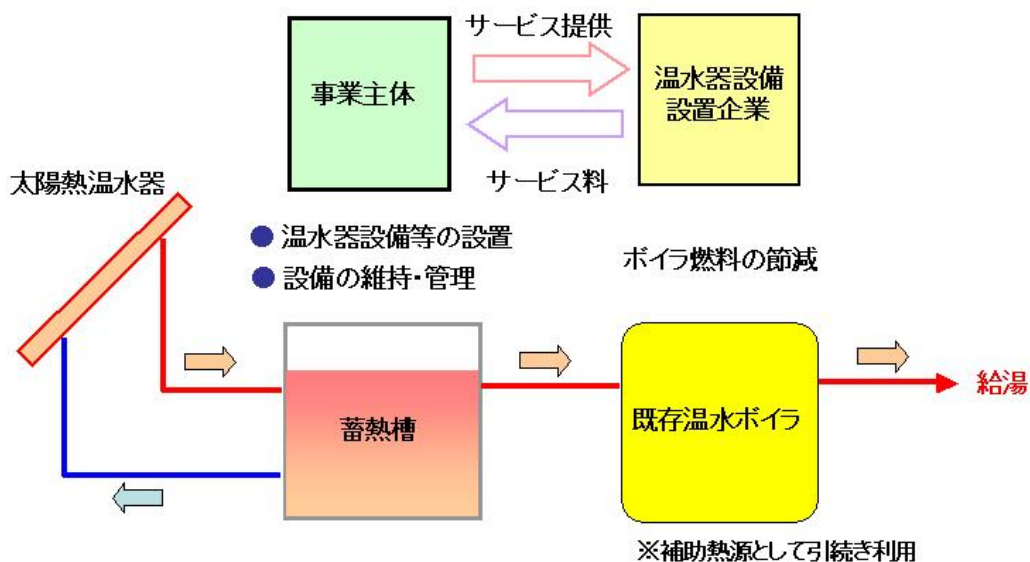 サービス提供
事業主体
温水器設備
設置企業
サービス料
太陽熱温水器
● 温水器設備等の設置
● 設備の維持・管理
ボイラ燃料の節減
蓄熱槽
既存温水ボイラ
給湯
※補助熱源として引続き利用